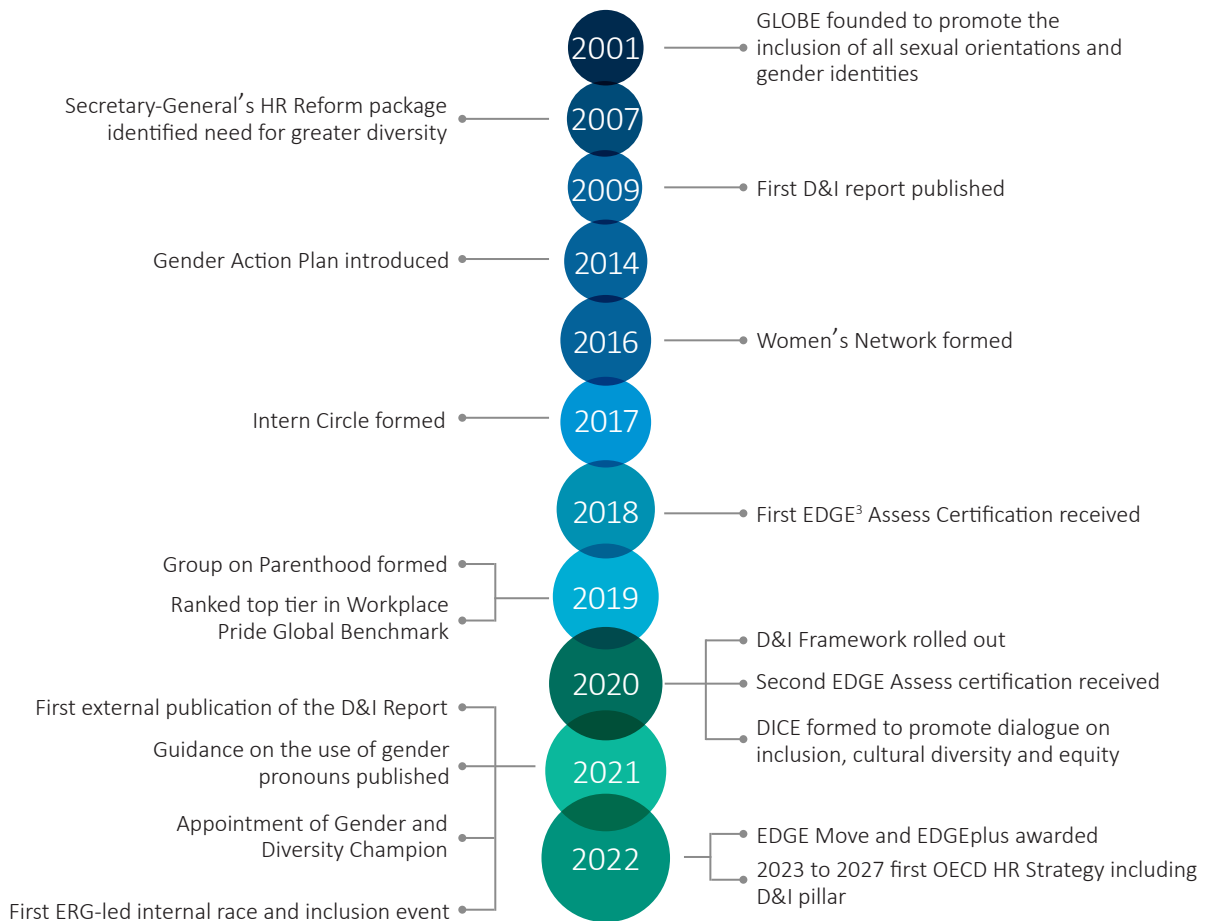 2001
GLOBE founded to promote the
inclusion of all sexual orientations and
gender identities
Secretary-General’s HR Reform package
identified need for greater diversity
2007
2009
First D&I report published
Gender Action Plan introduced
2014
2016
Women’s Network formed
Intern Circle formed
2017
2018
First EDGE³ Assess Certification received
Group on Parenthood formed
Ranked top tier in Workplace
Pride Global Benchmark
2019
2020
D&I Framework rolled out
Second EDGE Assess certification received
DICE formed to promote dialogue on
inclusion, cultural diversity and equity
First external publication of the D&I Report
Guidance on the use of gender
pronouns published
Appointment of Gender and
Diversity Champion
First ERG-led internal race and inclusion event
2021
2022
EDGE Move and EDGEplus awarded
2023 to 2027 first OECD HR Strategy including
D&I pillar